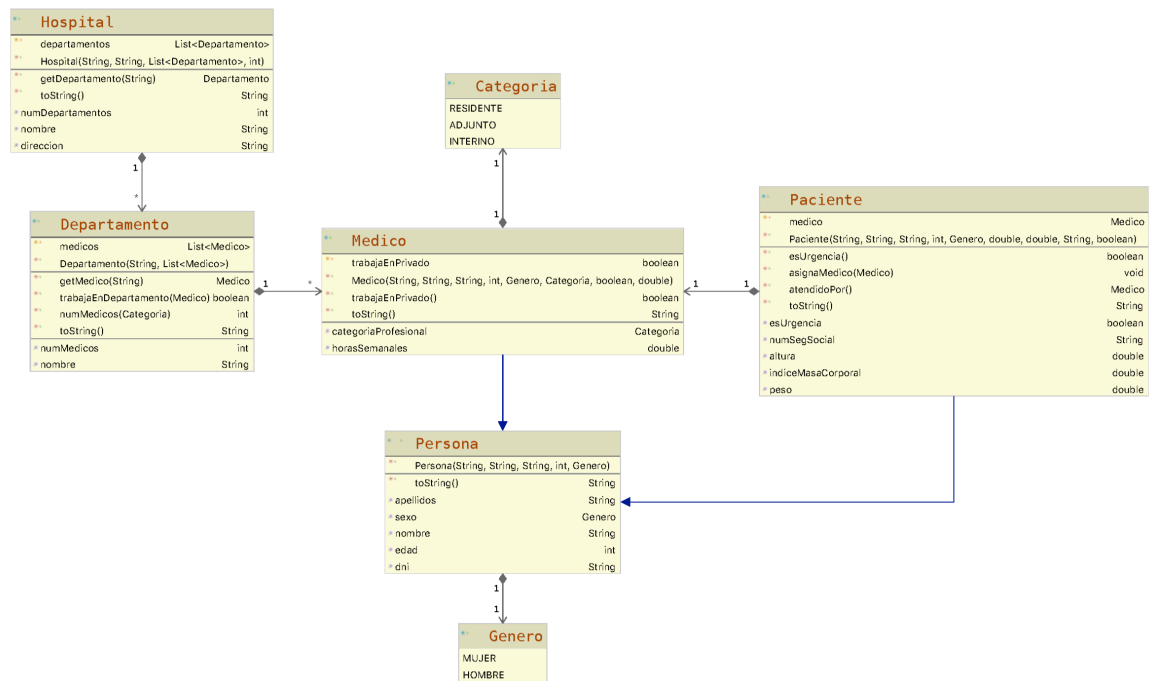 Hospital
departamentos List<Departamento>
Hospital(String, String, List<Departamento>, int)
getDepartamento(String) Departamento
toString() String
numDepartamentos int
nombre String
direccion String
1
*
Categoria
RESIDENTE
ADJUNTO
INTERINO
1
1
Departamento
medicos List<Medico>
Departamento(String, List<Medico>)
getMedico(String) Medico
trabajaEnDepartamento(Medico) boolean
numMedicos(Categoria) int
toString() String
numMedicos int
nombre String
1 *
Medico
trabajaEnPrivado boolean
Medico(String, String, String, int, Genero, Categoria, boolean, double)
trabajaEnPrivado() boolean
toString() String
categoriaProfesional Categoria
horasSemanales double
1 1
Paciente
medico Medico
Paciente(String, String, String, int, Genero, double, double, String, boolean)
esUrgencia() boolean
asignaMedico(Medico) void
atendidoPor() Medico
toString() String
esUrgencia boolean
numSegSocial String
altura double
indiceMasaCorporal double
peso double
Persona
Persona(String, String, String, int, Genero)
toString() String
apellidos String
sexo Genero
nombre String
edad int
dni String
1
1
Genero
MUJER
HOMBRE